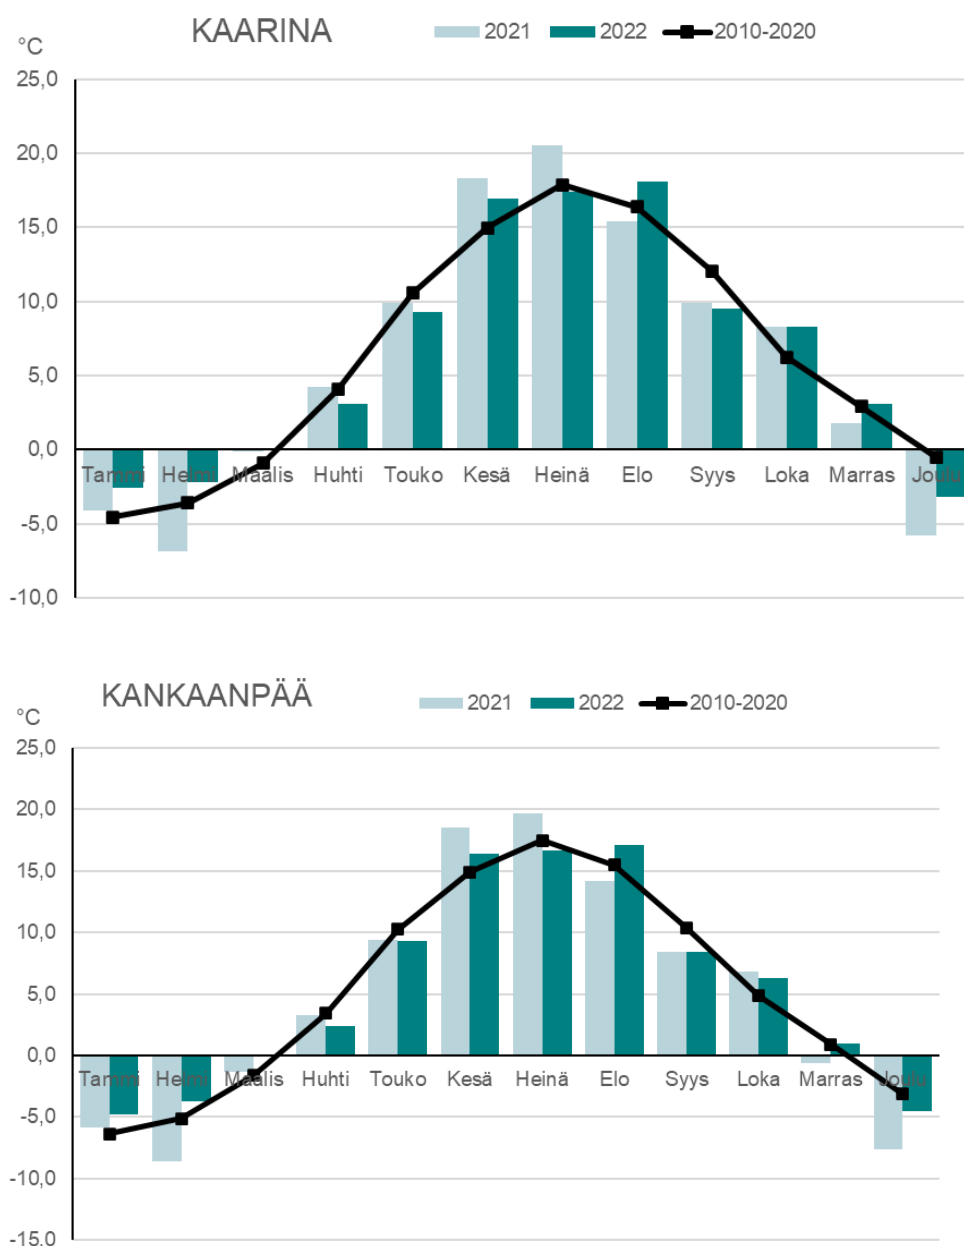 KAARINA
2021 2022 2010-2020
°C
25,0
20,0
15,0
10,0
5,0
0,0
Tammi Helmi Maalis Huhti Touko Kesä Heinä Elo Syys Loka Marras Joulu
-5,0
-10,0
KANKAANPÄÄ
2021 2022 2010-2020
°C
25,0
20,0
15,0
10,0
5,0
0,0
Tammi Helmi Maalis Huhti Touko Kesä Heinä Elo Syys Loka Marras Joulu
-5,0
-10,0
-15,0